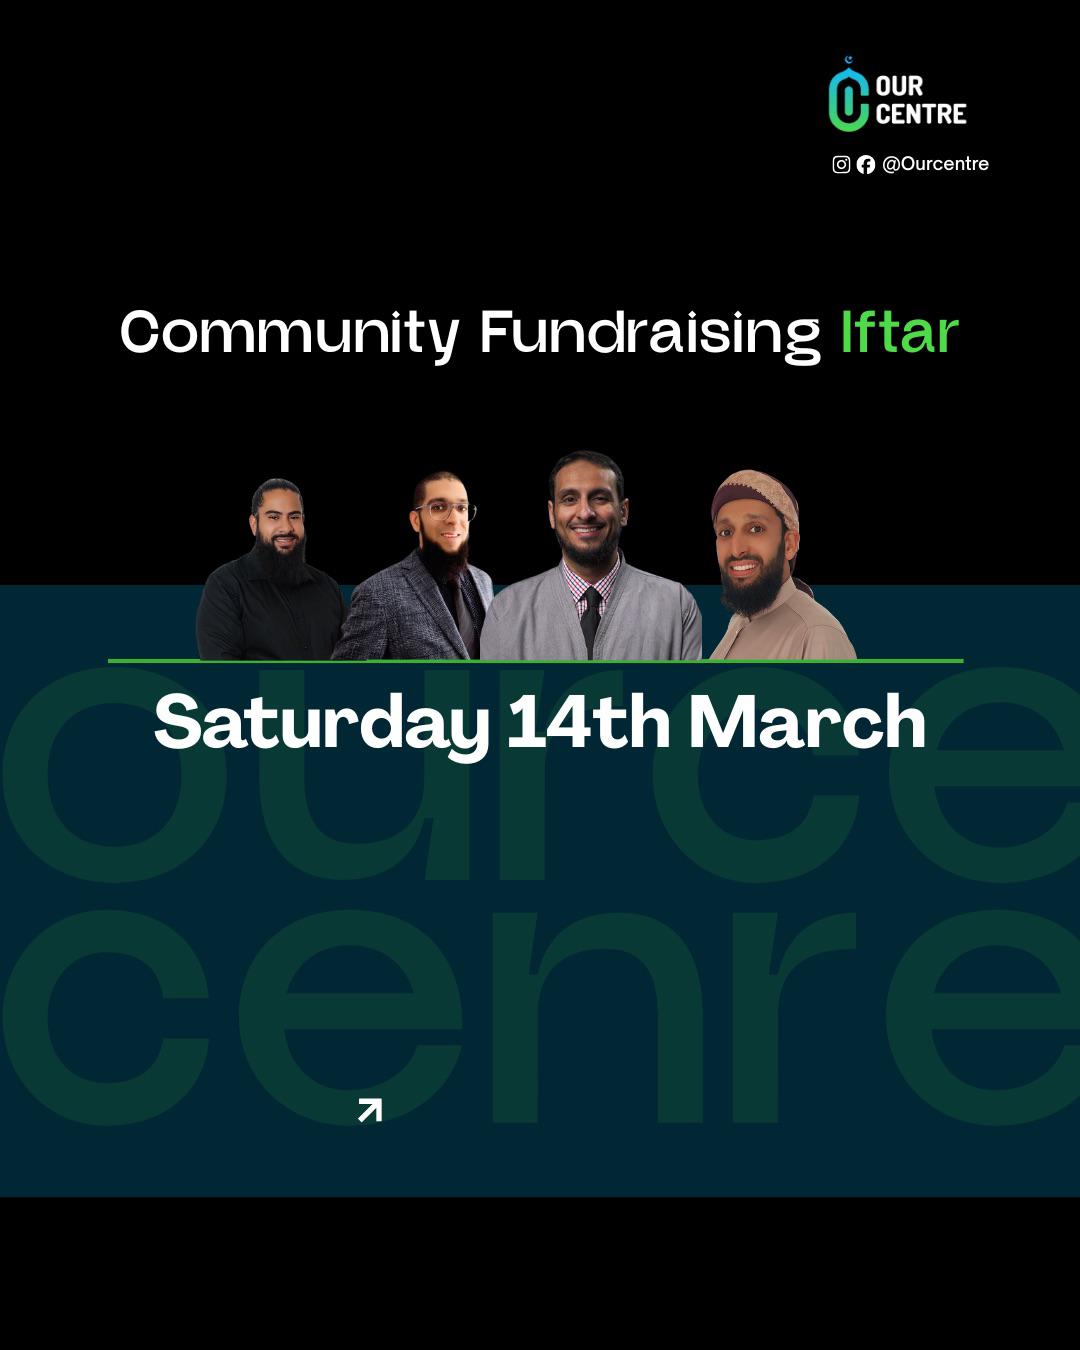 OUR
CENTRE
@Ourcentre
Community Fundraising Iftar
Saturday 14th March
ource
cenre